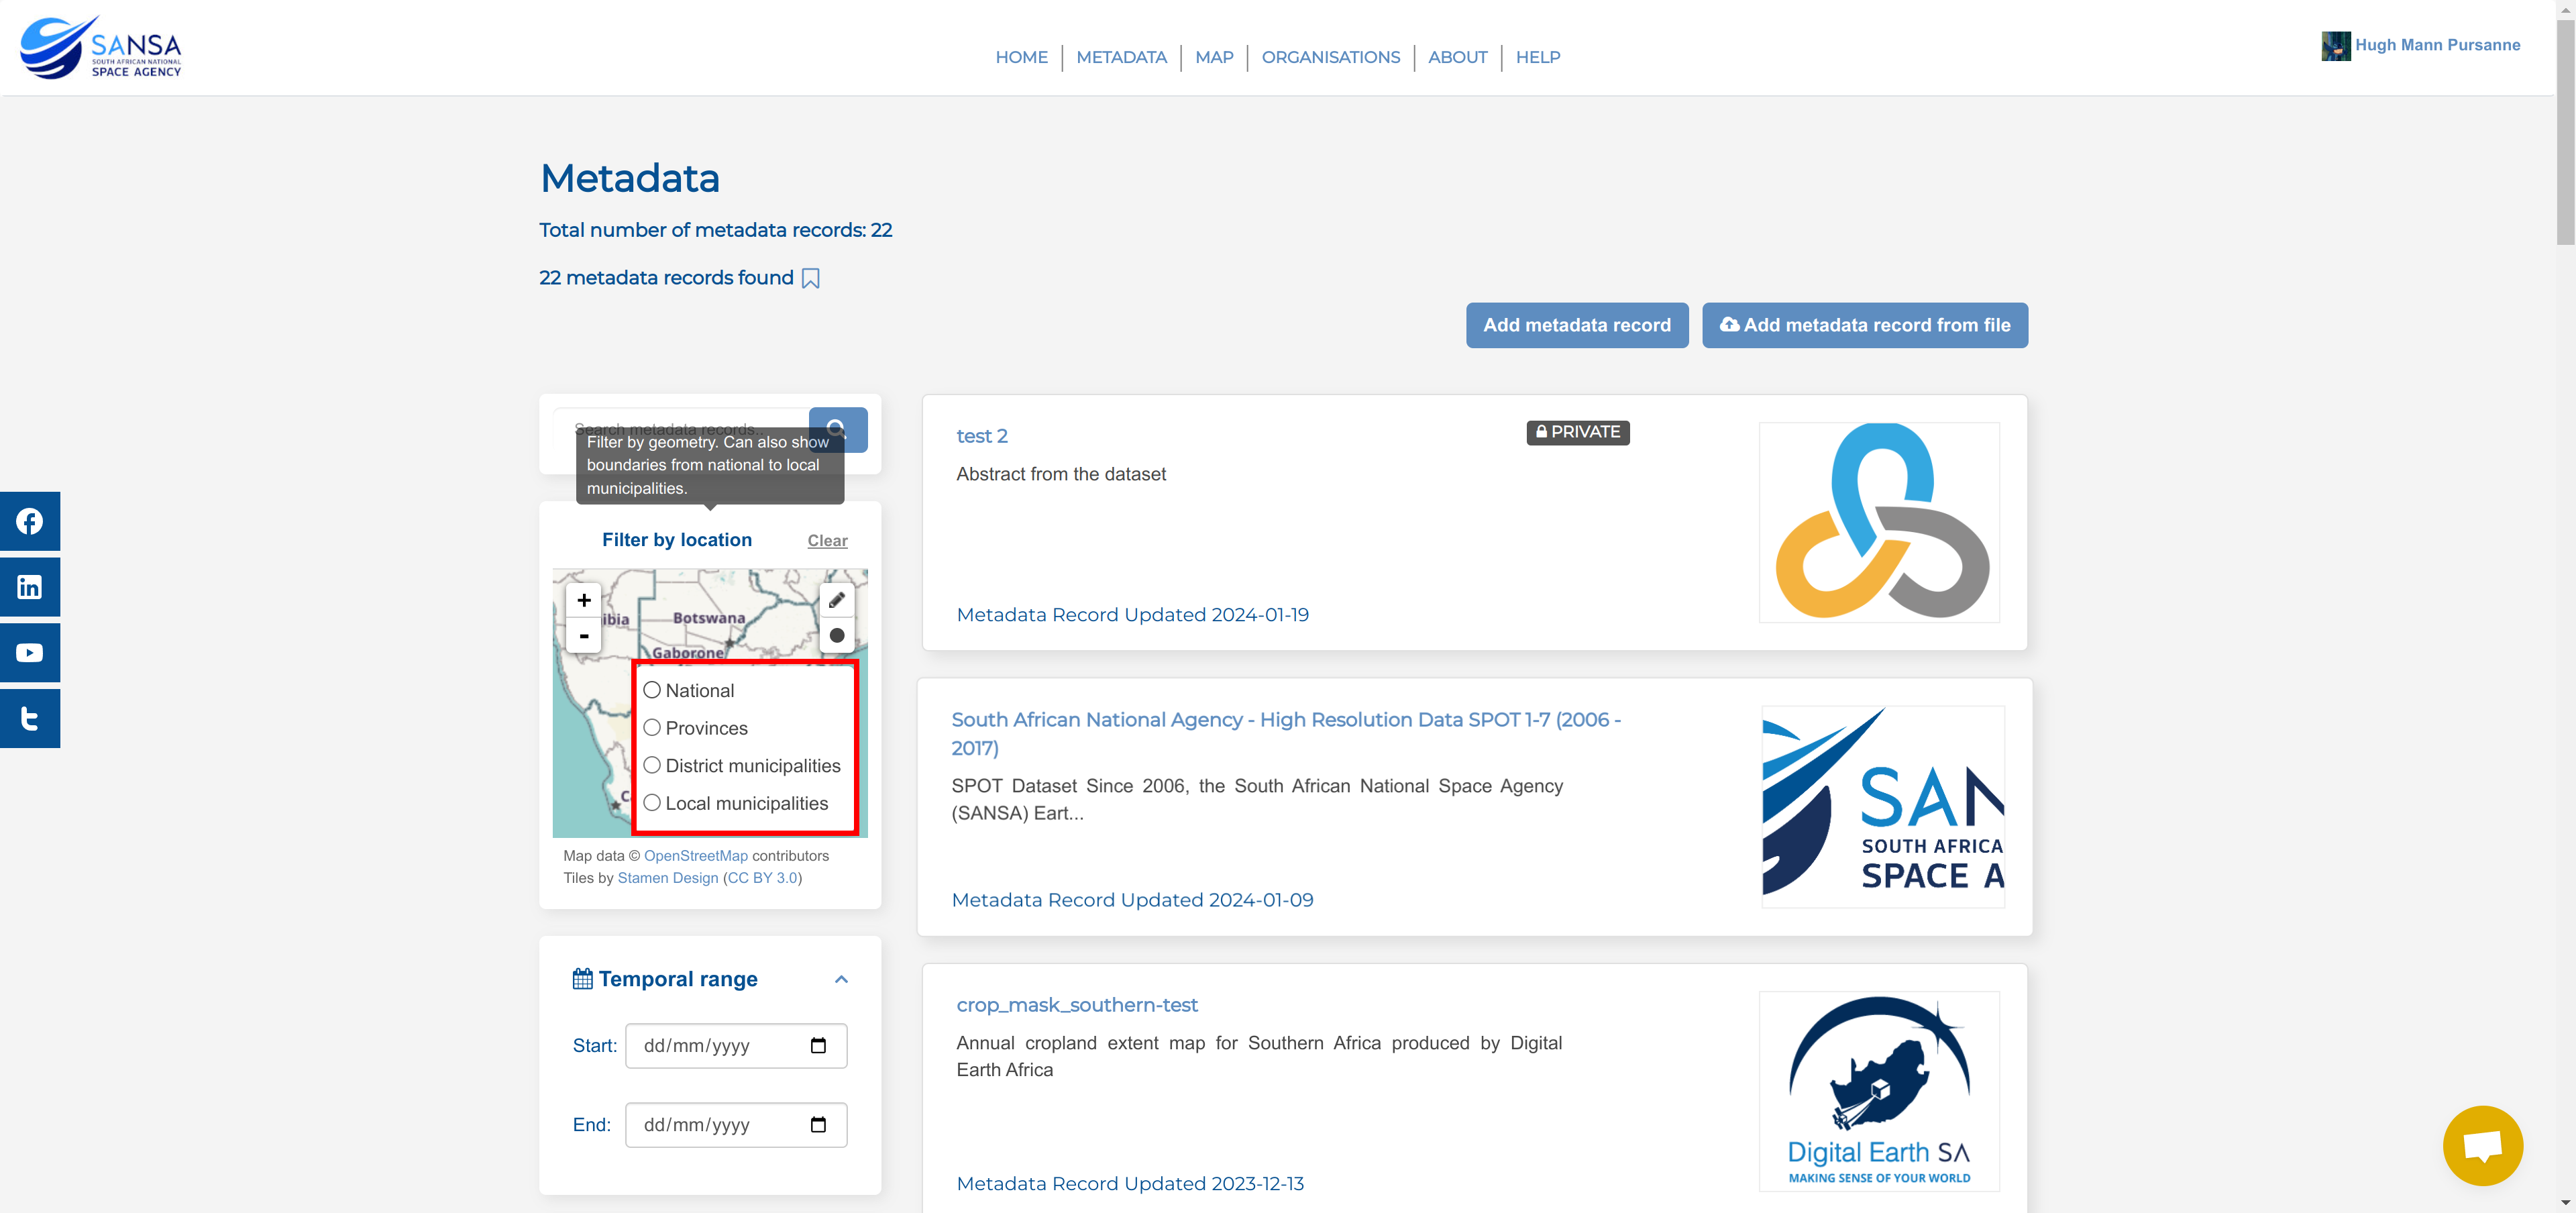 SANSA
SOUTH AFRICAN NATIONAL
SPACE AGENCY
HOME
METADATA
MAP
ORGANISATIONS
ABOUT
HELP
Hugh Mann Pursanne
Metadata
Total number of metadata records: 22
22 metadata records found
Add metadata record
Add metadata record from file
Search metadata records..
Filter by geometry. Can also show
boundaries from national to local
municipalities.
Filter by location
Clear
+
-
ibia
Botswana
Gaborone
C
National
Provinces
District municipalities
Local municipalities
Map data © OpenStreetMap contributors
Tiles by Stamen Design (CC BY 3.0)
Temporal range
Start: dd/mm/yyyy
End: dd/mm/yyyy
test 2
PRIVATE
Abstract from the dataset
Metadata Record Updated 2024-01-19
South African National Agency - High Resolution Data SPOT 1-7 (2006 -
2017)
SPOT Dataset Since 2006, the South African National Space Agency
(SANSA) Eart...
Metadata Record Updated 2024-01-09
SAN
SOUTH AFRICA
SPACE A
crop_mask_southern-test
Annual cropland extent map for Southern Africa produced by Digital
Earth Africa
Metadata Record Updated 2023-12-13
Digital Earth SA
MAKING SENSE OF YOUR WORLD